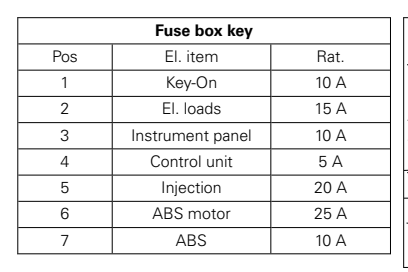 Fuse box key
Pos El. item Rat.
1 Key-On 10 A
2 El. loads 15 A
3 Instrument panel 10 A
4 Control unit 5 A
5 Injection 20 A
6 ABS motor 25 A
7 ABS 10 A